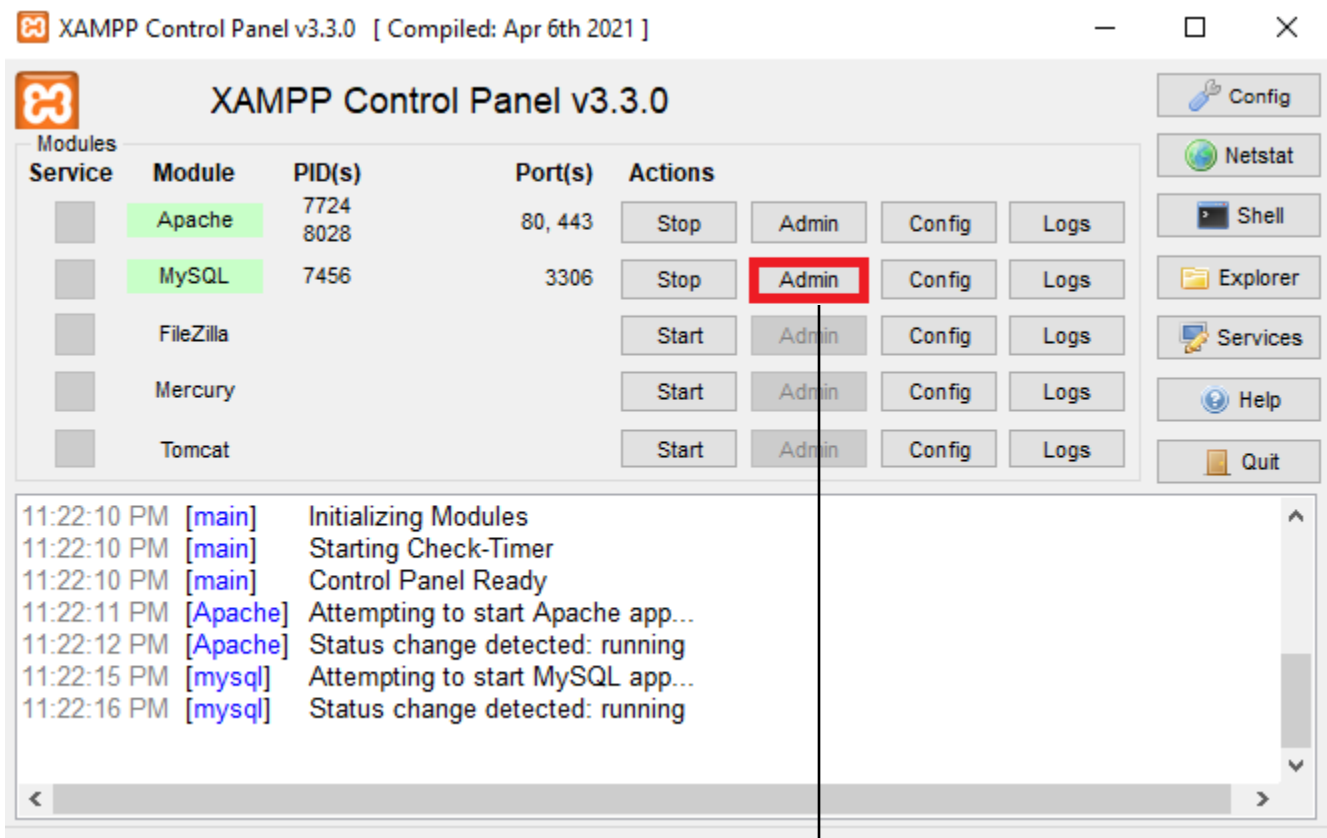 XAMPP Control Panel v3.3.0 [ Compiled: Apr 6th 2021 ]
XAMPP Control Panel v3.3.0
Config
Modules
Netstat
Service Module PID(s) Port(s) Actions
Apache 7724 8028 80, 443 Stop Admin Config Logs
Shell
MySQL 7456 3306 Stop Admin Config Logs
Explorer
FileZilla Start Admin Config Logs
Services
Mercury Start Admin Config Logs
Help
Tomcat Start Admin Config Logs
Quit
11:22:10 PM [main] Initializing Modules
11:22:10 PM [main] Starting Check-Timer
11:22:10 PM [main] Control Panel Ready
11:22:11 PM [Apache] Attempting to start Apache app...
11:22:12 PM [Apache] Status change detected: running
11:22:15 PM [mysql] Attempting to start MySQL app...
11:22:16 PM [mysql] Status change detected: running